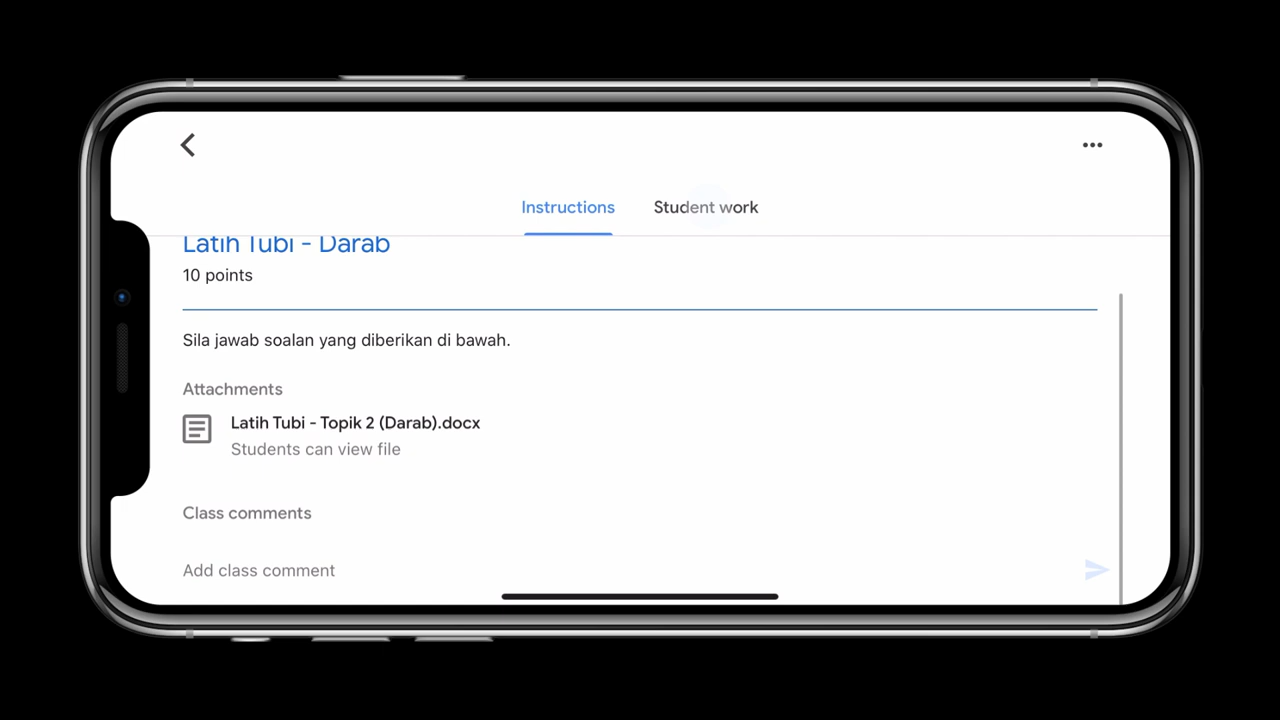 Instructions
Student work
Latih Tubi - Darab
10 points
Sila jawab soalan yang diberikan di bawah.
Attachments
Latih Tubi - Topik 2 (Darab).docx
Students can view file
Class comments
Add class comment